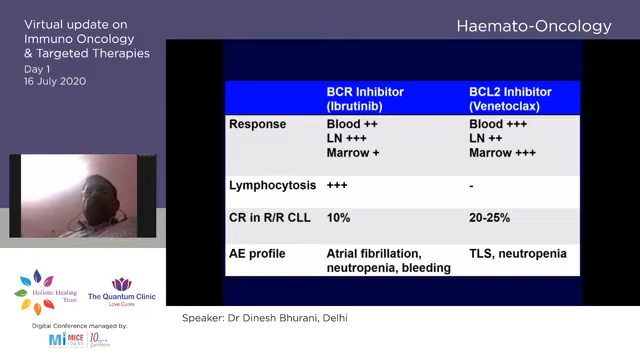 Virtual update on
Immuno Oncology
& Targeted Therapies
Day 1
16 July 2020
Haemato-Oncology
BCR Inhibitor
(Ibrutinib)
BCL2 Inhibitor
(Venetoclax)
Response
Blood ++
LN +++
Marrow +
Blood +++
LN ++
Marrow +++
Lymphocytosis
+++
-
CR in R/R CLL
10%
20-25%
AE profile
Atrial fibrillation,
neutropenia, bleeding
TLS, neutropenia
Holistic Healing
Trust
The Quantum Clinic
Love Cures
Digital Conference managed by:
Mi MICE
10
Speaker: Dr Dinesh Bhurani, Delhi